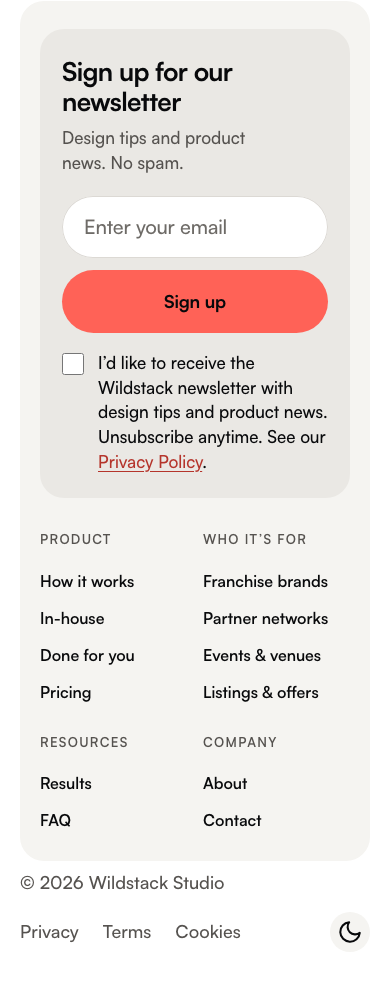 Sign up for our
newsletter
Design tips and product
news. No spam.
Enter your email
Sign up
I’d like to receive the
Wildstack newsletter with
design tips and product news.
Unsubscribe anytime. See our
Privacy Policy.
PRODUCT
How it works
In-house
Done for you
Pricing
WHO IT’S FOR
Franchise brands
Partner networks
Events & venues
Listings & offers
RESOURCES
Results
FAQ
COMPANY
About
Contact
© 2026 Wildstack Studio
Privacy Terms Cookies